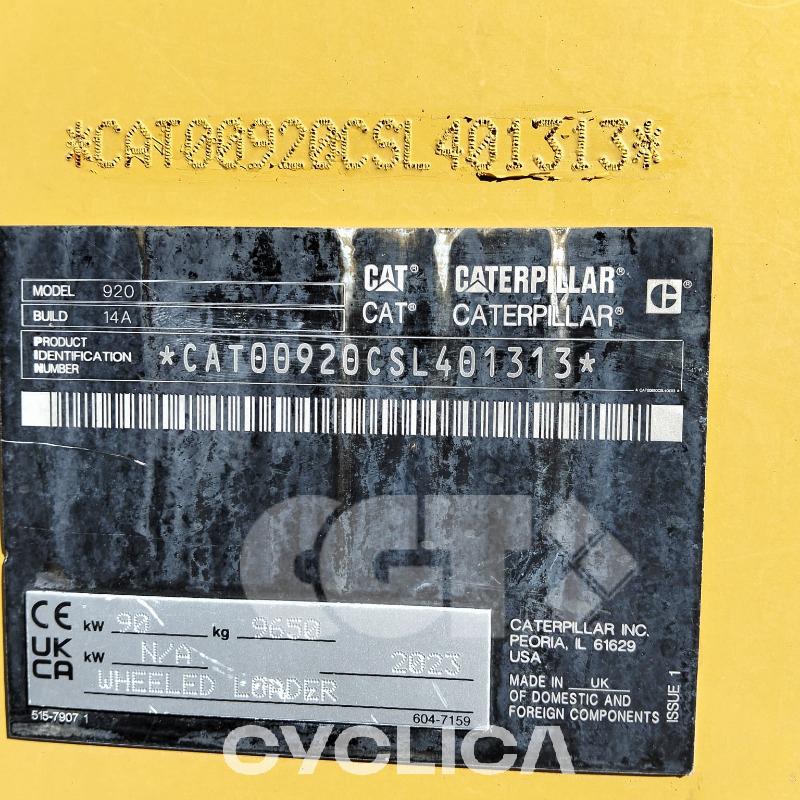 *CAT00920CSL401313*
MODEL 920
BUILD 14A
CAT® CATERPILLAR®
CAT® CATERPILLAR®
C
PRODUCT
IDENTIFICATION
NUMBER
*CAT00920CSL401313*
CGT
CE
UK
CA
kW 90 kg 9650
kW N/A 2023
WHEELED LOADER
515-7907 1
604-7159
CATERPILLAR INC.
PEORIA, IL 61629
USA
MADE IN UK
OF DOMESTIC AND
FOREIGN COMPONENTS
ISSUE 1
CYCLICA